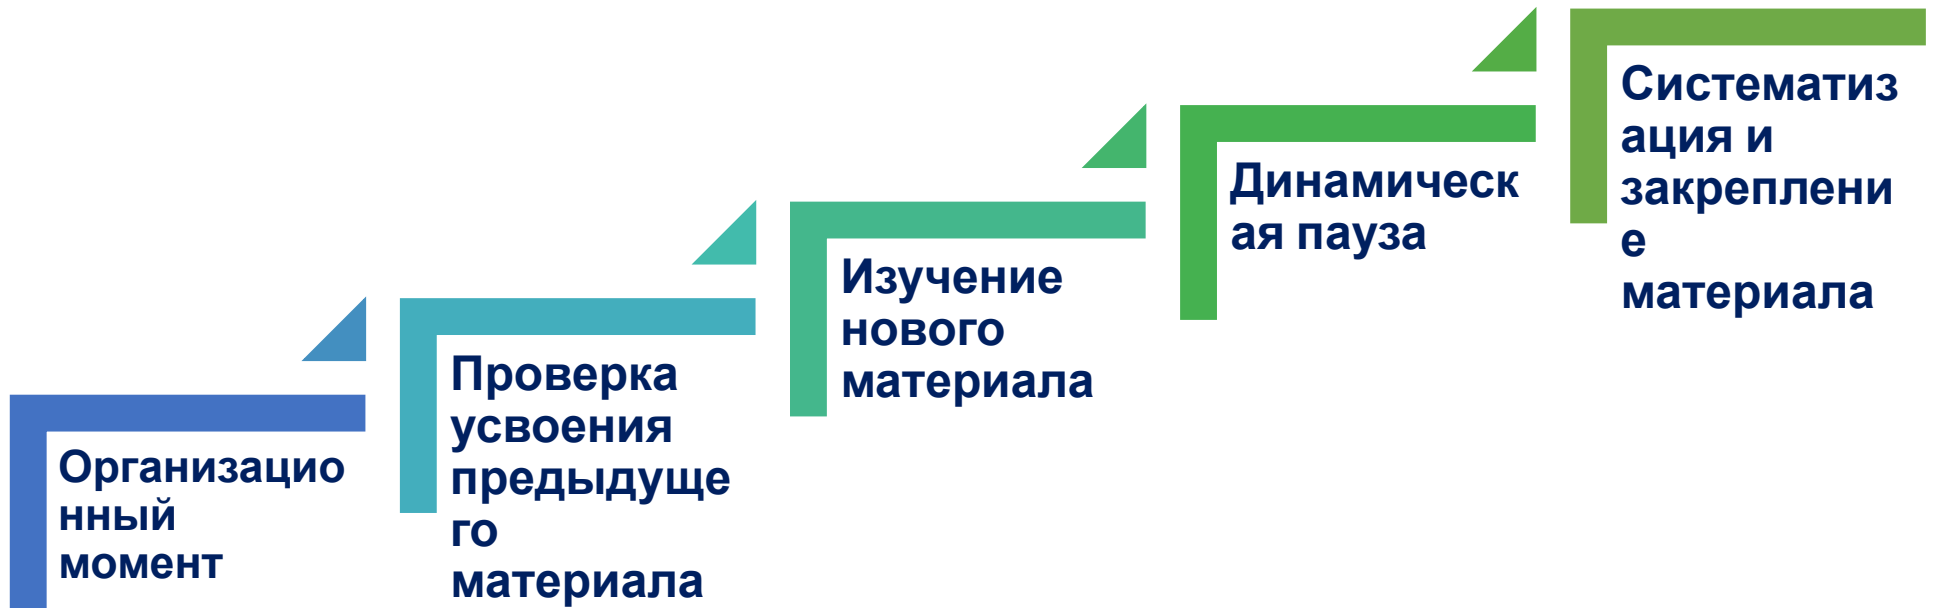 Организацио
нный
момент
Проверка
усвоения
предыдуще
го
материала
Изучение
нового
материала
Динамическ
ая пауза
Систематиз
ация и
закреплени
е
материала